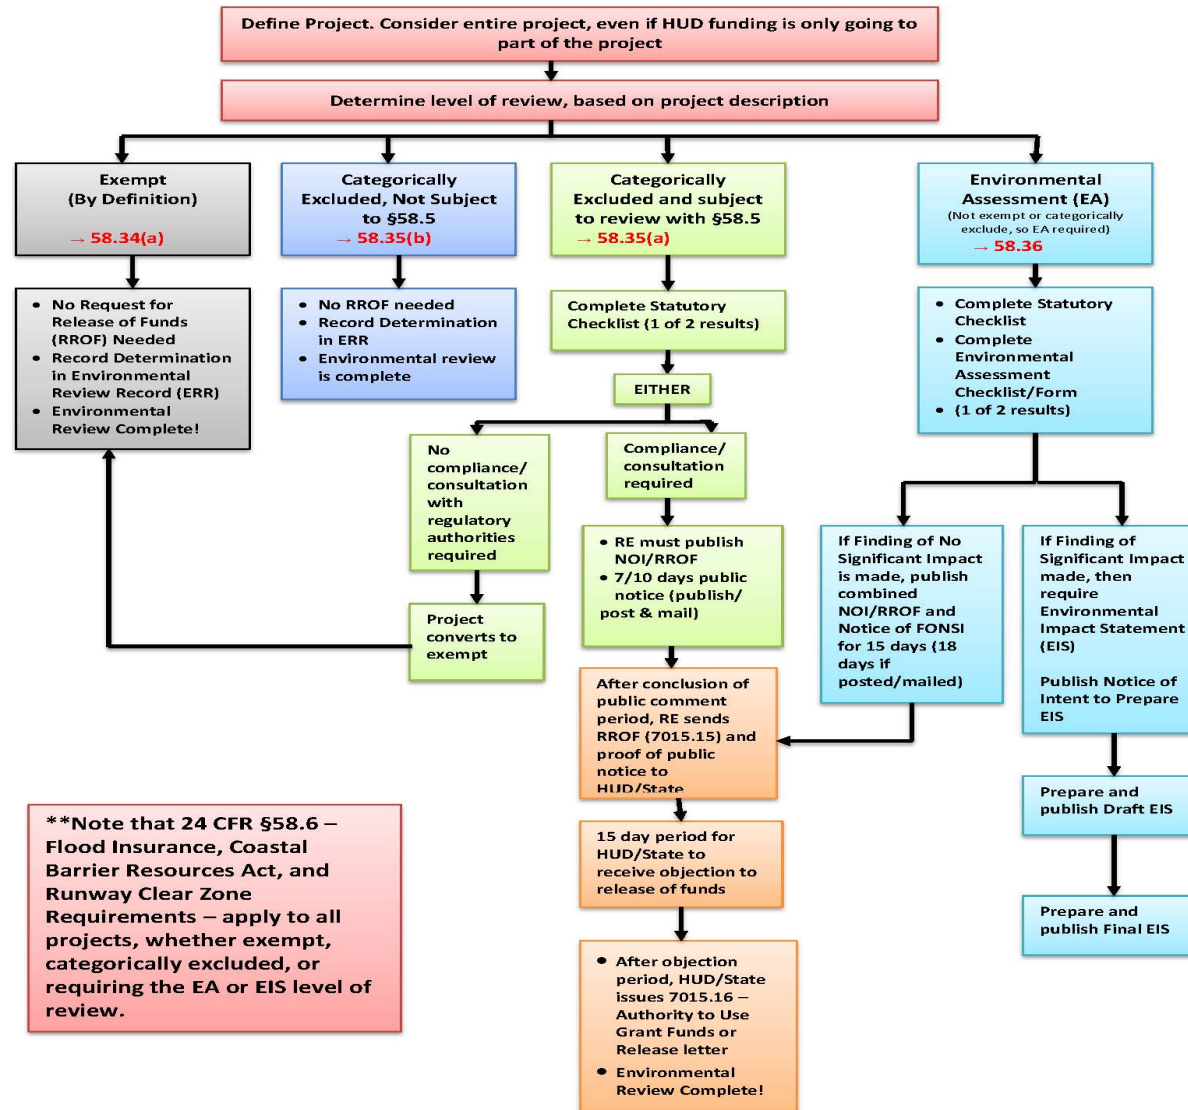 Define Project. Consider entire project, even if HUD funding is only going to
part of the project
Determine level of review, based on project description
Exempt
(By Definition)
→ 58.34(a)
Categorically
Excluded, Not Subject
to §58.5
→ 58.35(b)
Categorically
Excluded and subject
to review with §58.5
→ 58.35(a)
Environmental
Assessment (EA)
(Not exempt or categorically
exclude, so EA required)
→ 58.36
• No Request for
Release of Funds
(RROF) Needed
• Record Determination
in Environmental
Review Record (ERR)
• Environmental
Review Complete!
• No RROF needed
• Record Determination
in ERR
• Environmental review
is complete
Complete Statutory
Checklist (1 of 2 results)
• Complete Statutory
Checklist
• Complete
Environmental
Assessment
Checklist/Form
• (1 of 2 results)
EITHER
No
compliance/
consultation
with
regulatory
authorities
required
Compliance/
consultation
required
• RE must publish
NOI/RROF
• 7/10 days public
notice (publish/
post & mail)
If Finding of No
Significant Impact
is made, publish
combined
NOI/RROF and
Notice of FONSI
for 15 days (18
days if
posted/mailed)
If Finding of
Significant Impact
made, then
require
Environmental
Impact Statement
(EIS)
Publish Notice of
Intent to Prepare
EIS
Project
converts to
exempt
After conclusion of
public comment
period, RE sends
RROF (7015.15) and
proof of public
notice to
HUD/State
Prepare and
publish Draft EIS
**Note that 24 CFR §58.6 –
Flood Insurance, Coastal
Barrier Resources Act, and
Runway Clear Zone
Requirements – apply to all
projects, whether exempt,
categorically excluded, or
requiring the EA or EIS level of
review.
15 day period for
HUD/State to
receive objection to
release of funds
Prepare and
publish Final EIS
• After objection
period, HUD/State
issues 7015.16 –
Authority to Use
Grant Funds or
Release letter
• Environmental
Review Complete!